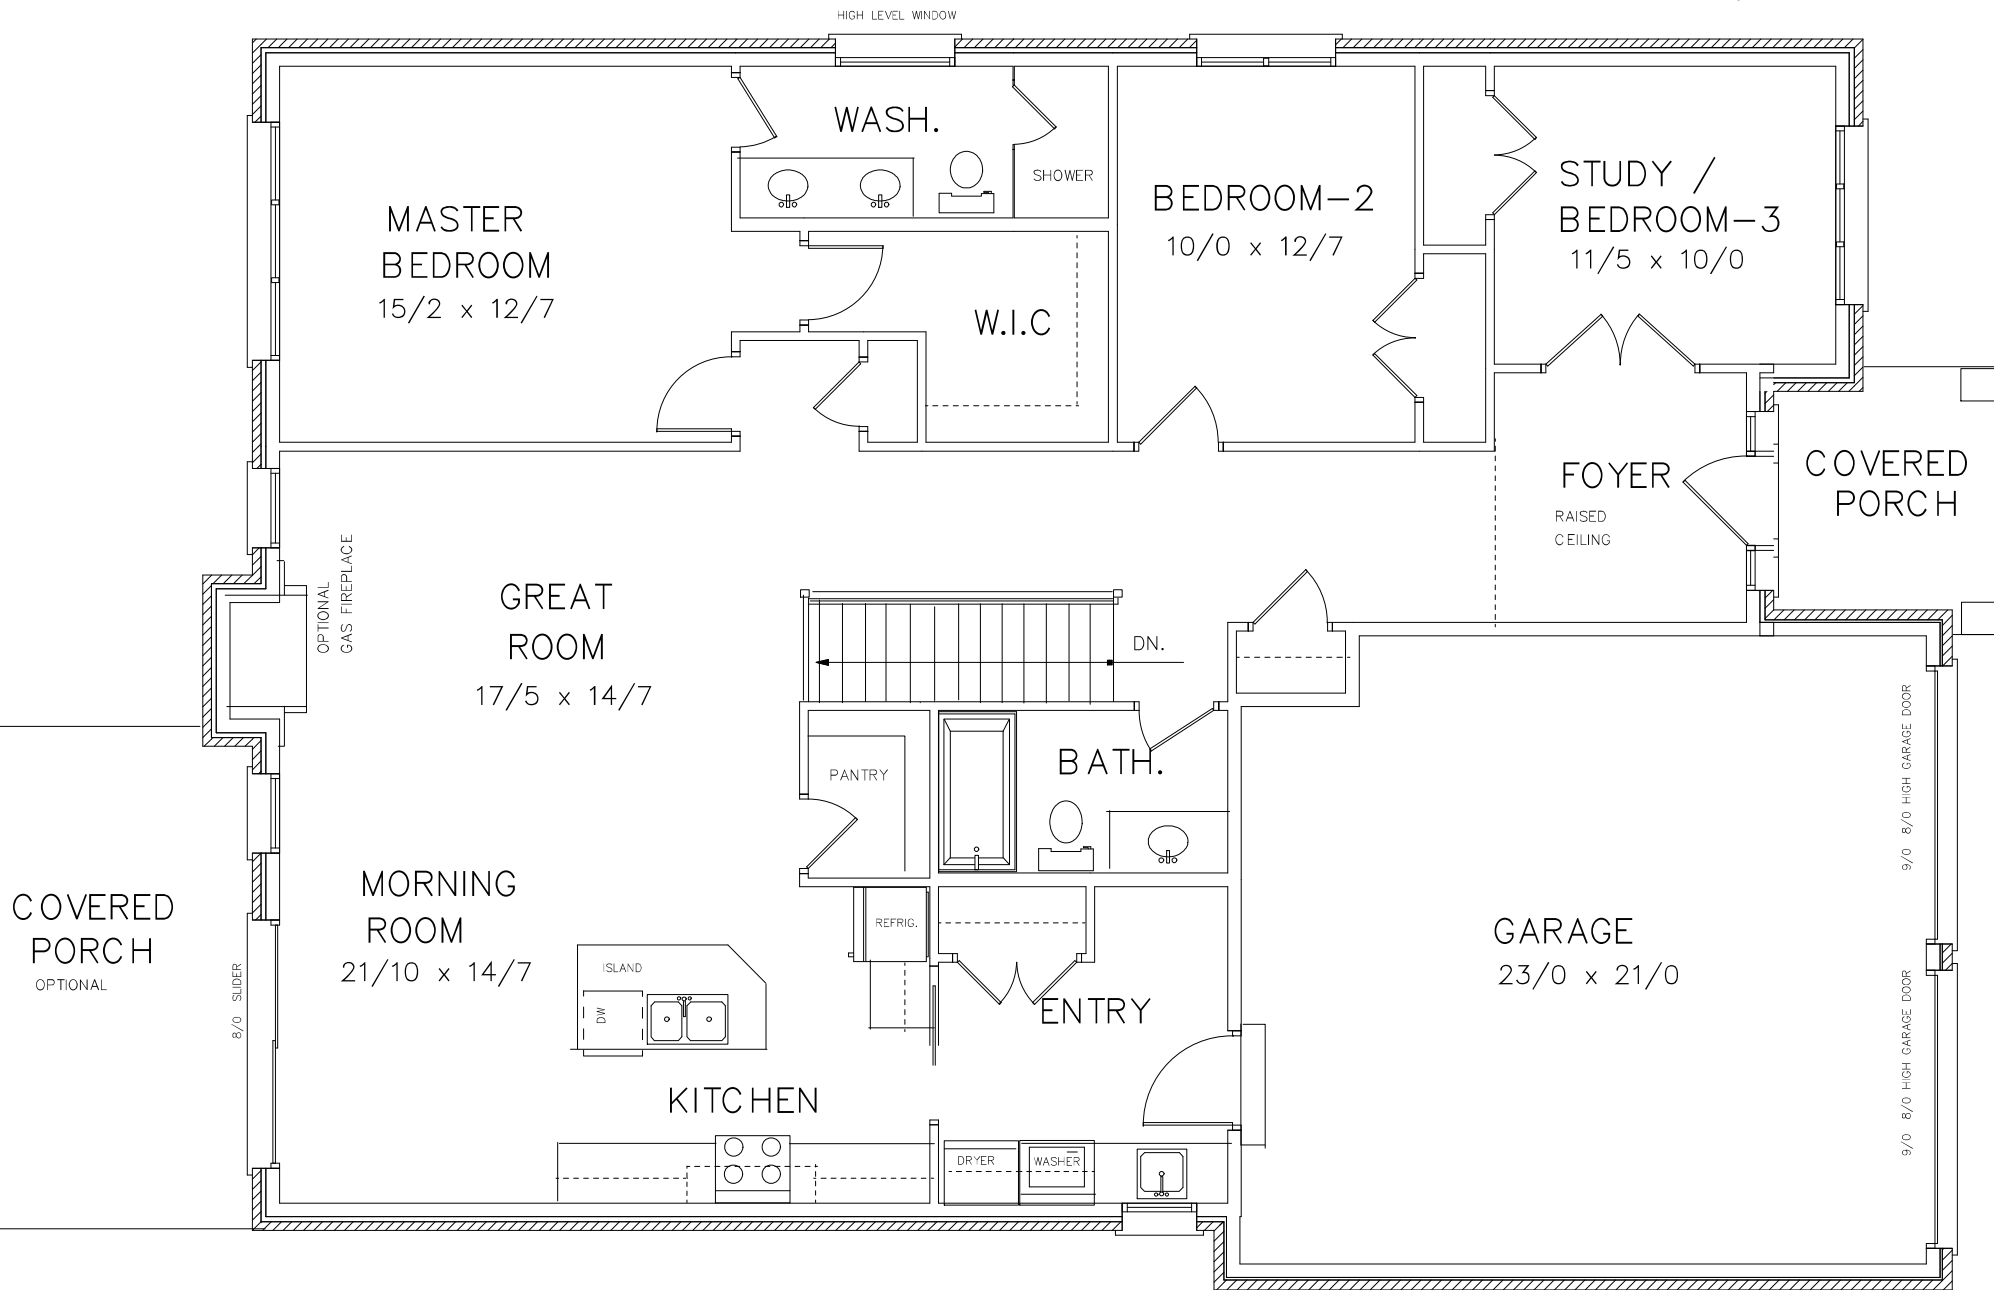 HIGH LEVEL WINDOW
WASH.
SHOWER
MASTER
BEDROOM
15/2 x 12/7
W.I.C
BEDROOM-2
10/0 x 12/7
STUDY /
BEDROOM-3
11/5 x 10/0
FOYER
RAISED
CEILING
COVERED
PORCH
OPTIONAL
GAS FIREPLACE
GREAT
ROOM
17/5 x 14/7
DN.
PANTRY
BATH.
MORNING
ROOM
21/10 x 14/7
COVERED
PORCH
OPTIONAL
8/0 SLIDER
REFRIG.
ISLAND
DW
ENTRY
KITCHEN
DRYER
WASHER
GARAGE
23/0 x 21/0
9/0 8/0 HIGH GARAGE DOOR
9/0 8/0 HIGH GARAGE DOOR